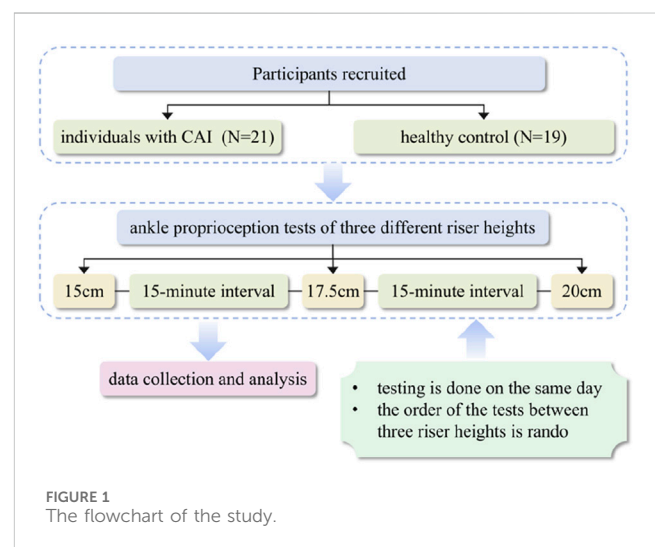 Participants recruited
individuals with CAI (N=21)
healthy control (N=19)
ankle proprioception tests of three different riser heights
15cm
15-minute interval
17.5cm
15-minute interval
20cm
data collection and analysis
• testing is done on the same day
• the order of the tests between
three riser heights is rando
FIGURE 1
The flowchart of the study.